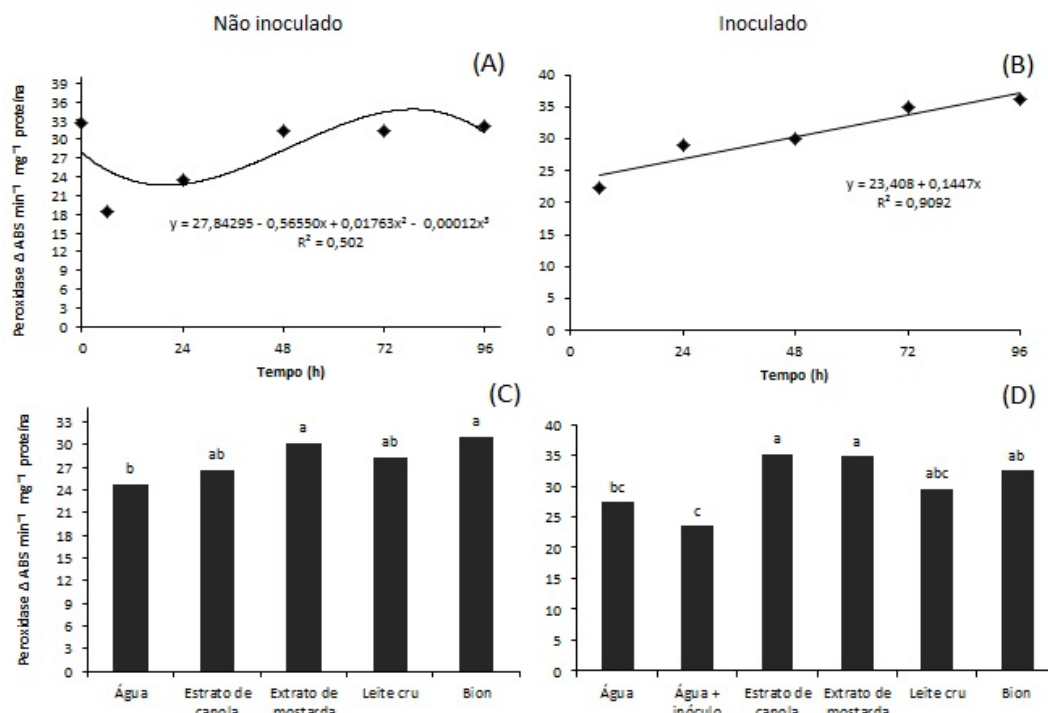 Não inoculado
Inoculado
(A)
Peroxidase Δ ABS min⁻¹ mg⁻¹ proteína
39
36
33
30
27
24
21
18
15
12
9
6
3
0
y = 27,84295 - 0,56550x + 0,01763x² - 0,00012x³
R² = 0,502
0 24 48 72 96
Tempo (h)
(B)
40
35
30
25
20
15
10
5
0
y = 23,408 + 0,1447x
R² = 0,9092
0 24 48 72 96
Tempo (h)
(C)
Peroxidase Δ ABS min⁻¹ mg⁻¹ proteína
33
30
27
24
21
18
15
12
9
6
3
0
b ab a ab a
Água Estrato de canola Extrato de mostarda Leite cru Bion
(D)
40
35
30
25
20
15
10
5
0
bc c a a abc ab
Água Água + inóculo Estrato de canola Extrato de mostarda Leite cru Bion